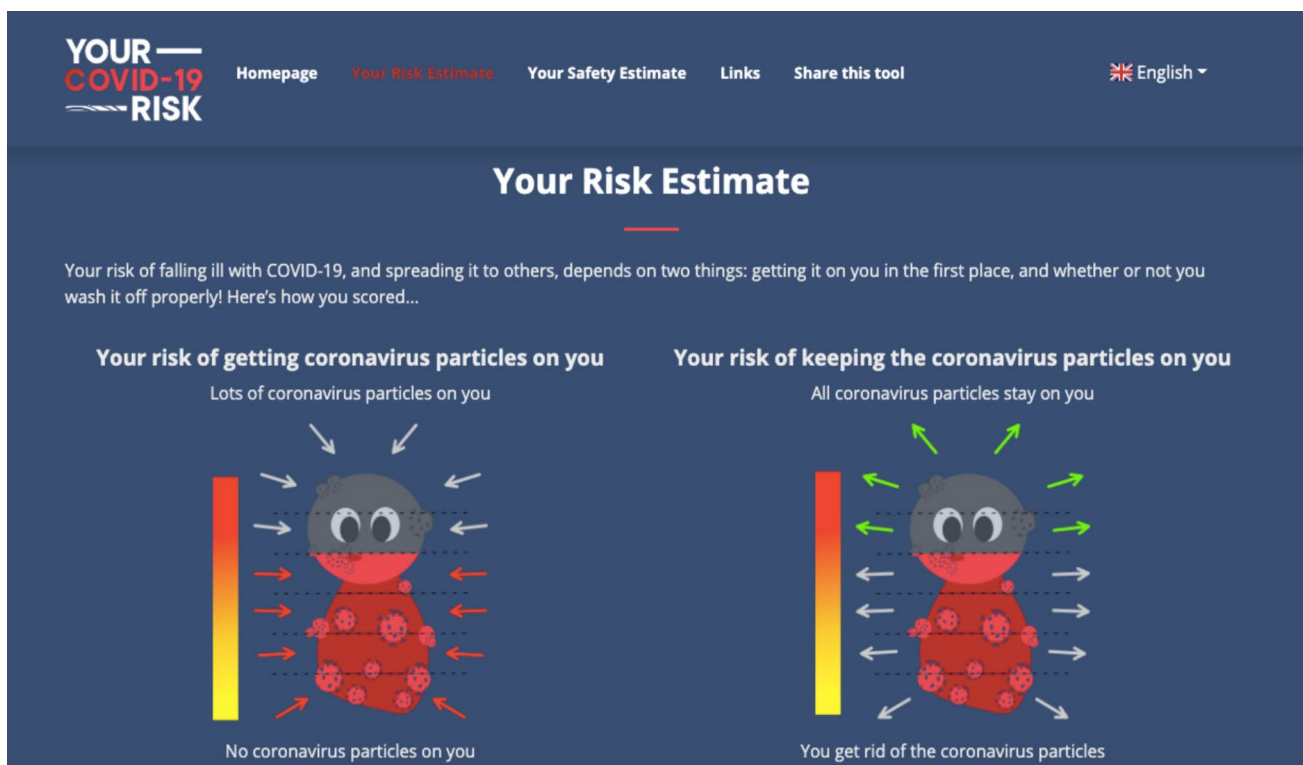 YOUR
COVID-19
RISK
Homepage
Your Risk Estimate
Your Safety Estimate
Links
Share this tool
English
Your Risk Estimate
Your risk of falling ill with COVID-19, and spreading it to others, depends on two things: getting it on you in the first place, and whether or not you
wash it off properly! Here’s how you scored...
Your risk of getting coronavirus particles on you
Lots of coronavirus particles on you
No coronavirus particles on you
Your risk of keeping the coronavirus particles on you
All coronavirus particles stay on you
You get rid of the coronavirus particles